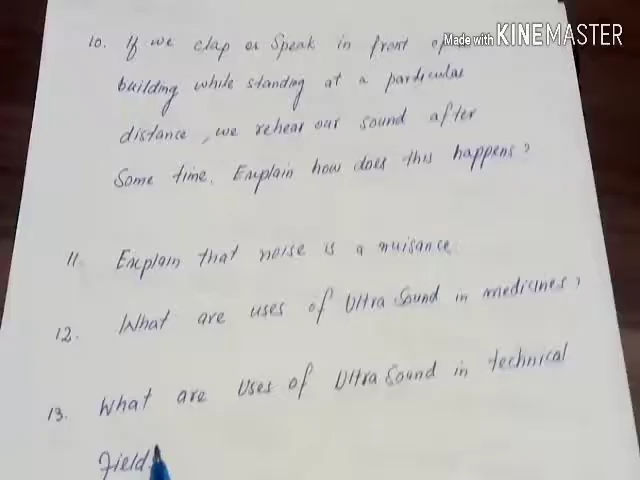 Made with KINEMASTER
10. If we clap or Speak in front of
building while standing at a particular
distance, we rehear our sound after
Some time. Explain how does this happens?
11. Explain that noise is a nuisance.
12. What are uses of Ultra Sound in medicines?
13. What are Uses of Ultra Sound in technical
Field.